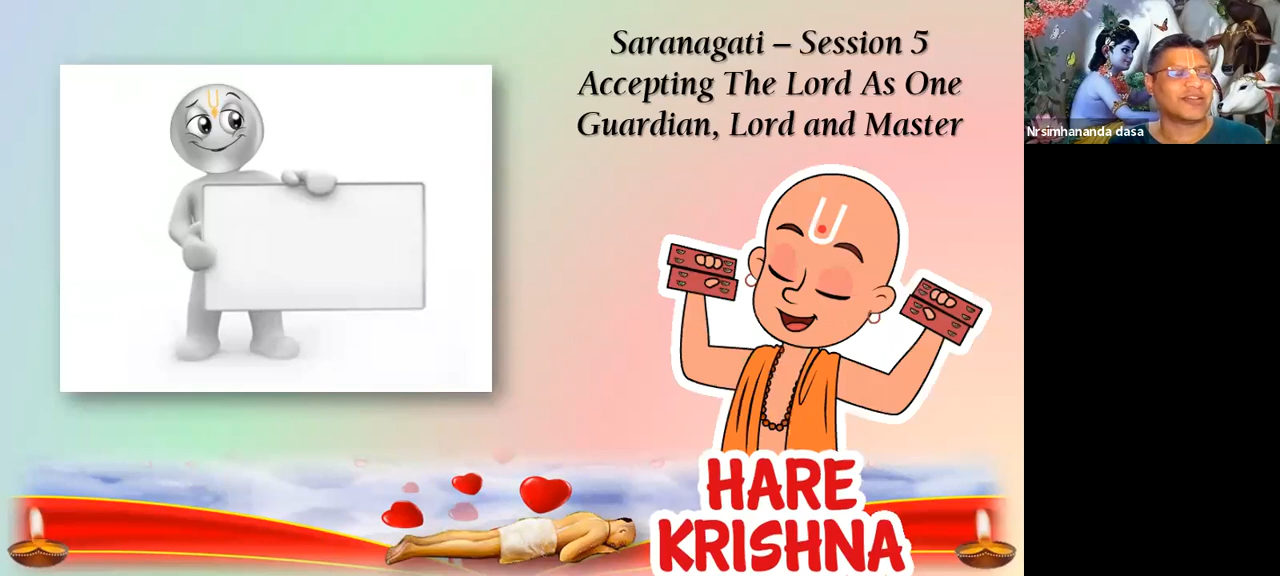 Saranagati – Session 5
Accepting The Lord As One
Guardian, Lord and Master
Nrsimhananda dasa
HARE
KRISHNA